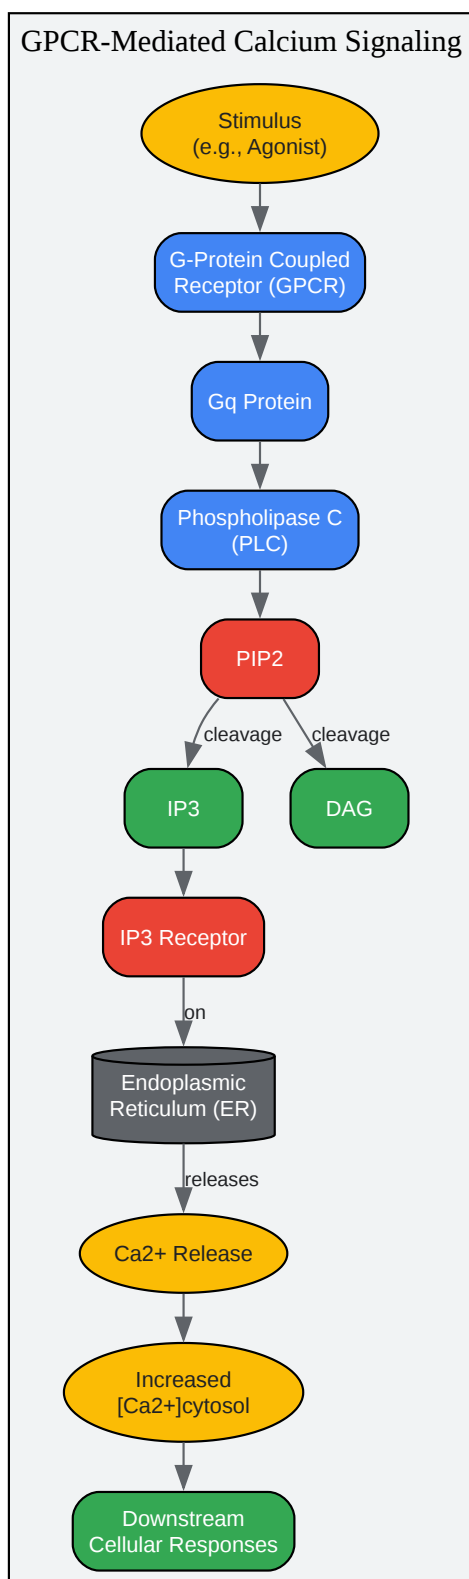 GPCR-Mediated Calcium Signaling
Stimulus
(e.g., Agonist)
G-Protein Coupled
Receptor (GPCR)
Gq Protein
Phospholipase C
(PLC)
PIP2
cleavage
cleavage
IP3
DAG
IP3 Receptor
on
Endoplasmic
Reticulum (ER)
releases
Ca2+ Release
Increased
[Ca2+]cytosol
Downstream
Cellular Responses